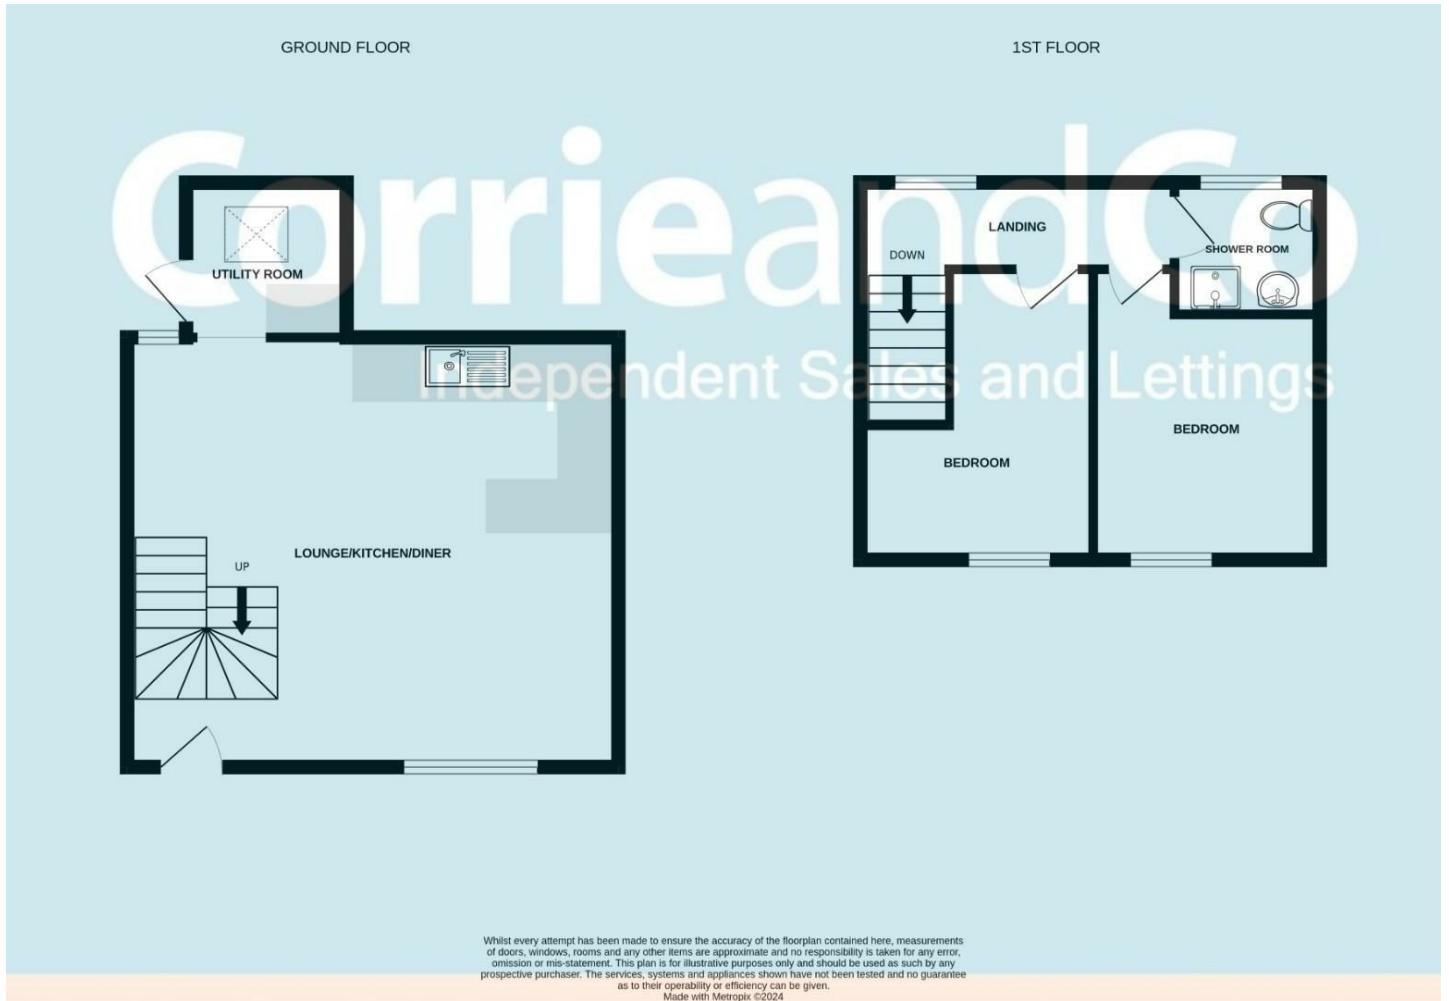 GROUND FLOOR
1ST FLOOR
CorrieandCo
Independent Sales and Lettings
UTILITY ROOM
LOUNGE/KITCHEN/DINER
UP
LANDING
DOWN
SHOWER ROOM
BEDROOM
BEDROOM
Whilst every attempt has been made to ensure the accuracy of the floorplan contained here, measurements
of doors, windows, rooms and any other items are approximate and no responsibility is taken for any error,
omission or mis-statement. This plan is for illustrative purposes only and should be used as such by any
prospective purchaser. The services, systems and appliances shown have not been tested and no guarantee
as to their operability or efficiency can be given.
Made with Metropix ©2024